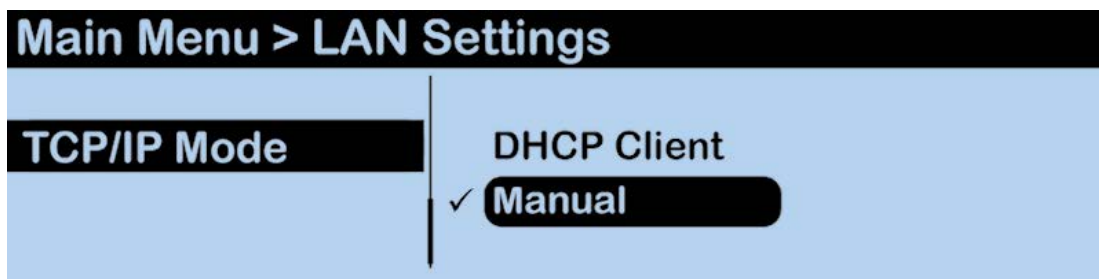 Main Menu > LAN Settings
TCP/IP Mode
DHCP Client
✓ Manual